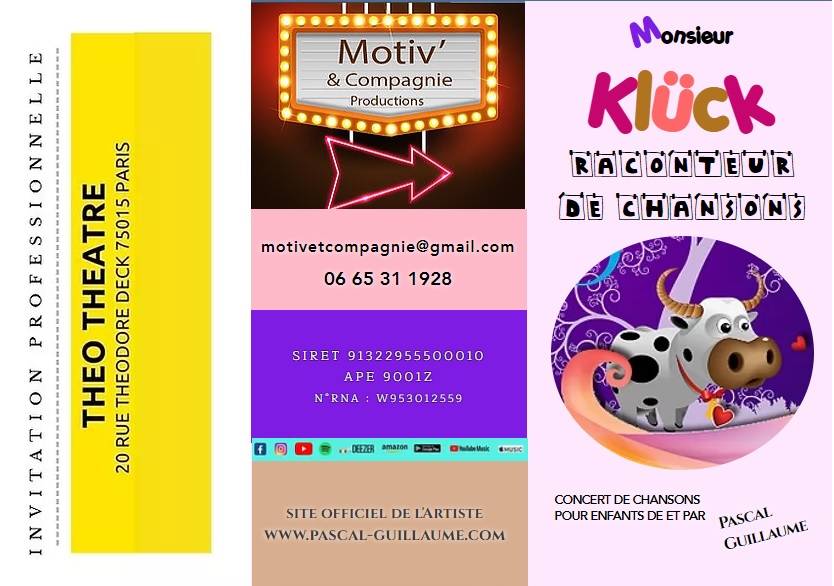 INVITATION PROFESSIONNELLE
THEO THEATRE
20 RUE THEODORE DECK 75015 PARIS
Motiv’
& Compagnie
Productions
motivetcompagnie@gmail.com
06 65 31 1928
SIRET 91322955500010
APE 9001Z
N°RNA : W953012559
DEEZER
amazon
Google Play
YouTube Music
MUSIC
SITE OFFICIEL DE L'ARTISTE
WWW.PASCAL-GUILLAUME.COM
Monsieur
Klück
RACONTEUR
DE CHANSONS
CONCERT DE CHANSONS
POUR ENFANTS DE ET PAR
PASCAL
GUILLAUME